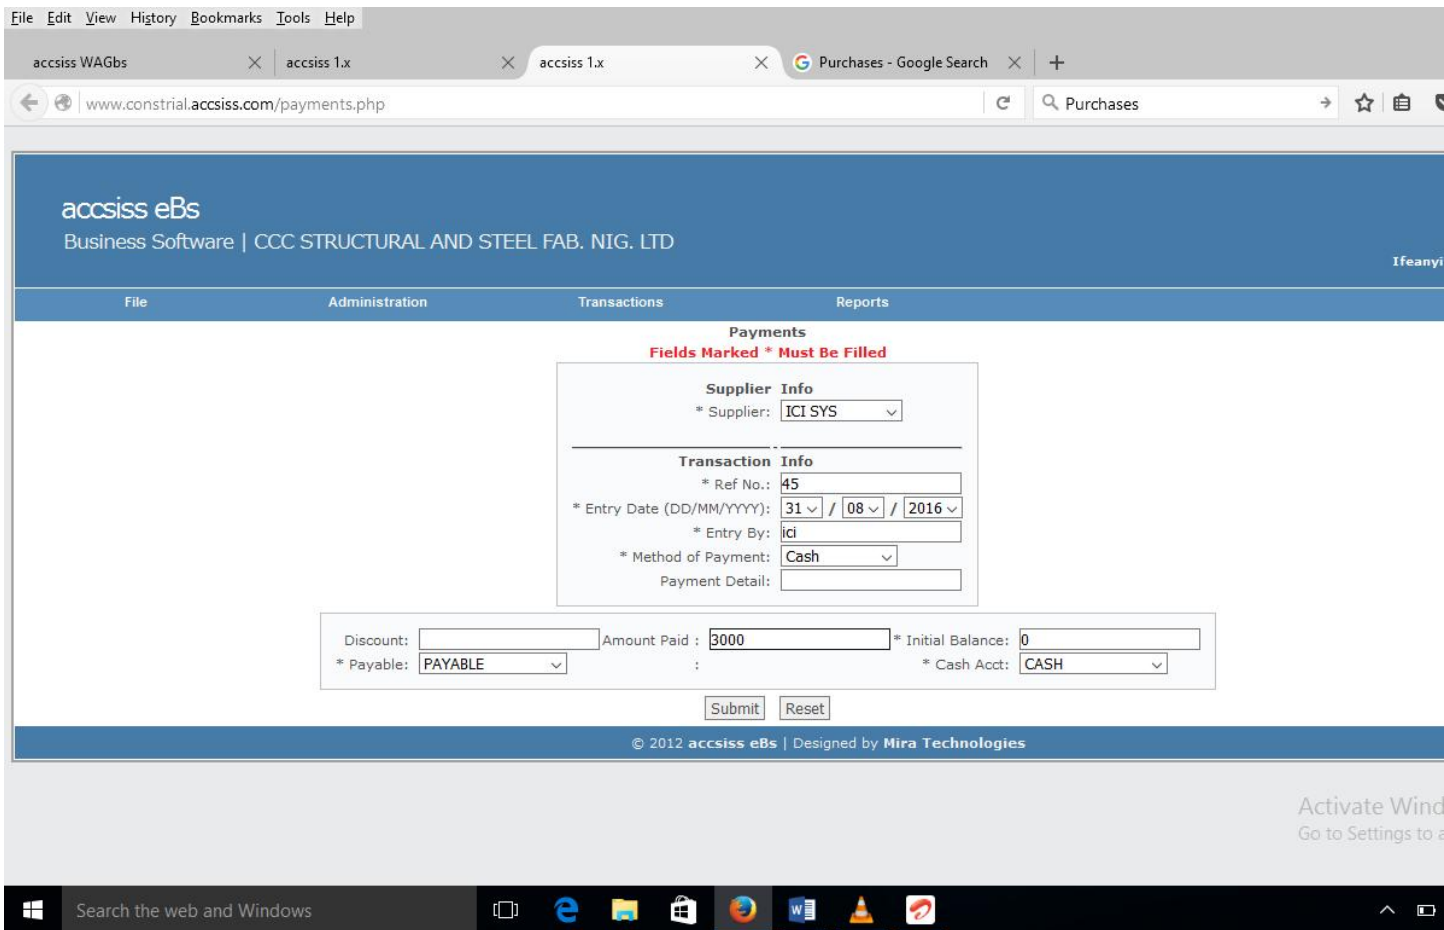 File Edit View History Bookmarks Tools Help
accsiss WAGbs accsiss 1.x accsiss 1.x Purchases - Google Search
www.constrial.accsiss.com/payments.php Purchases
accsiss eBs
Business Software | CCC STRUCTURAL AND STEEL FAB. NIG. LTD
Ifeanyi
File Administration Transactions Reports
Payments
Fields Marked * Must Be Filled
Supplier Info
* Supplier: ICI SYS
-
Transaction Info
* Ref No.: 45
* Entry Date (DD/MM/YYYY): 31 / 08 / 2016
* Entry By: ici
* Method of Payment: Cash
Payment Detail:
Discount: Amount Paid : 3000 * Initial Balance: 0
* Payable: PAYABLE : * Cash Acct: CASH
Submit Reset
© 2012 accsiss eBs | Designed by Mira Technologies
Activate Wind
Go to Settings to a
Search the web and Windows